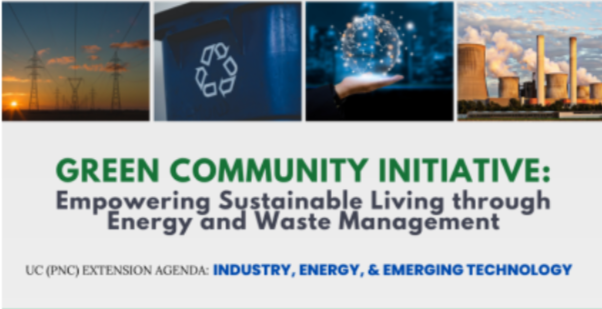 GREEN COMMUNITY INITIATIVE:
Empowering Sustainable Living through
Energy and Waste Management
UC (PNC) EXTENSION AGENDA: INDUSTRY, ENERGY, & EMERGING TECHNOLOGY